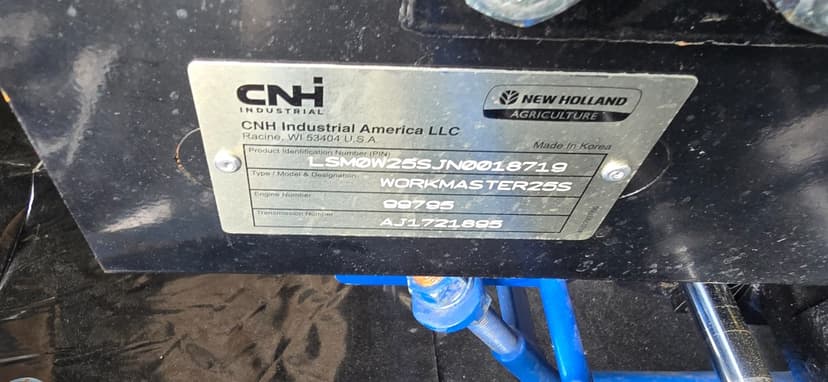 CNH
INDUSTRIAL
NEW HOLLAND
AGRICULTURE
CNH Industrial America LLC
Racine, WI 53404 U.S.A.
Made In Korea
Product Identification Number (PIN)
LSM0W25SJN0018719
Type / Model & Designation
WORKMASTER25S
Engine Number
99795
Transmission Number
AJ1721895